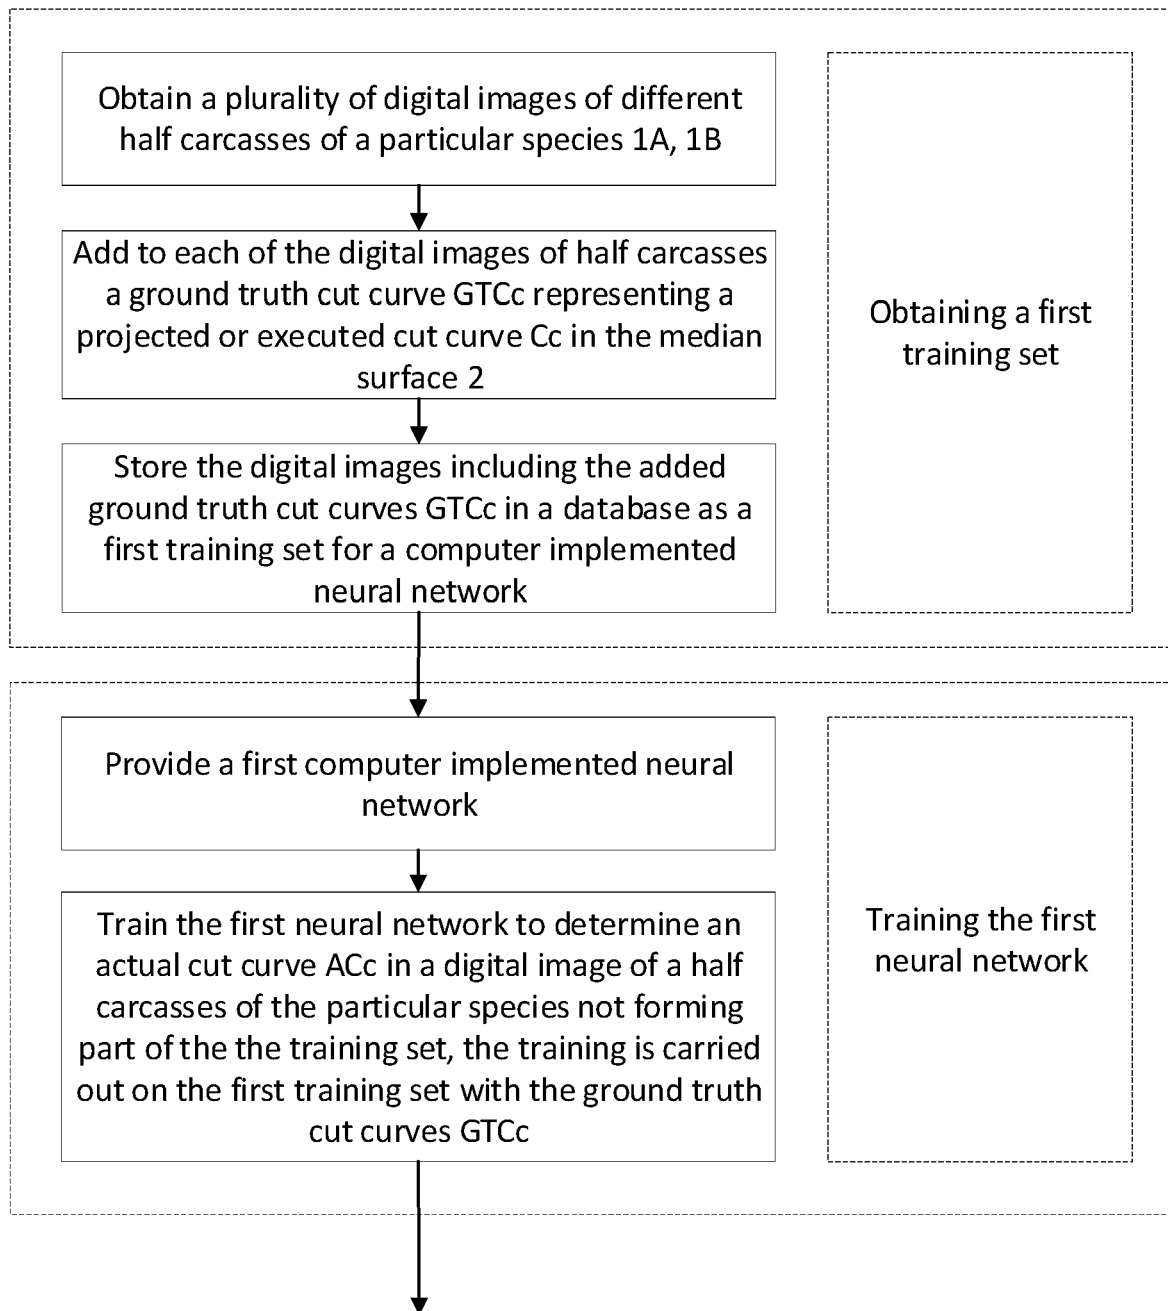 Obtain a plurality of digital images of different
half carcasses of a particular species 1A, 1B
Add to each of the digital images of half carcasses
a ground truth cut curve GTCc representing a
projected or executed cut curve Cc in the median
surface 2
Store the digital images including the added
ground truth cut curves GTCc in a database as a
first training set for a computer implemented
neural network
Obtaining a first
training set
Provide a first computer implemented neural
network
Train the first neural network to determine an
actual cut curve ACc in a digital image of a half
carcasses of the particular species not forming
part of the the training set, the training is carried
out on the first training set with the ground truth
cut curves GTCc
Training the first
neural network